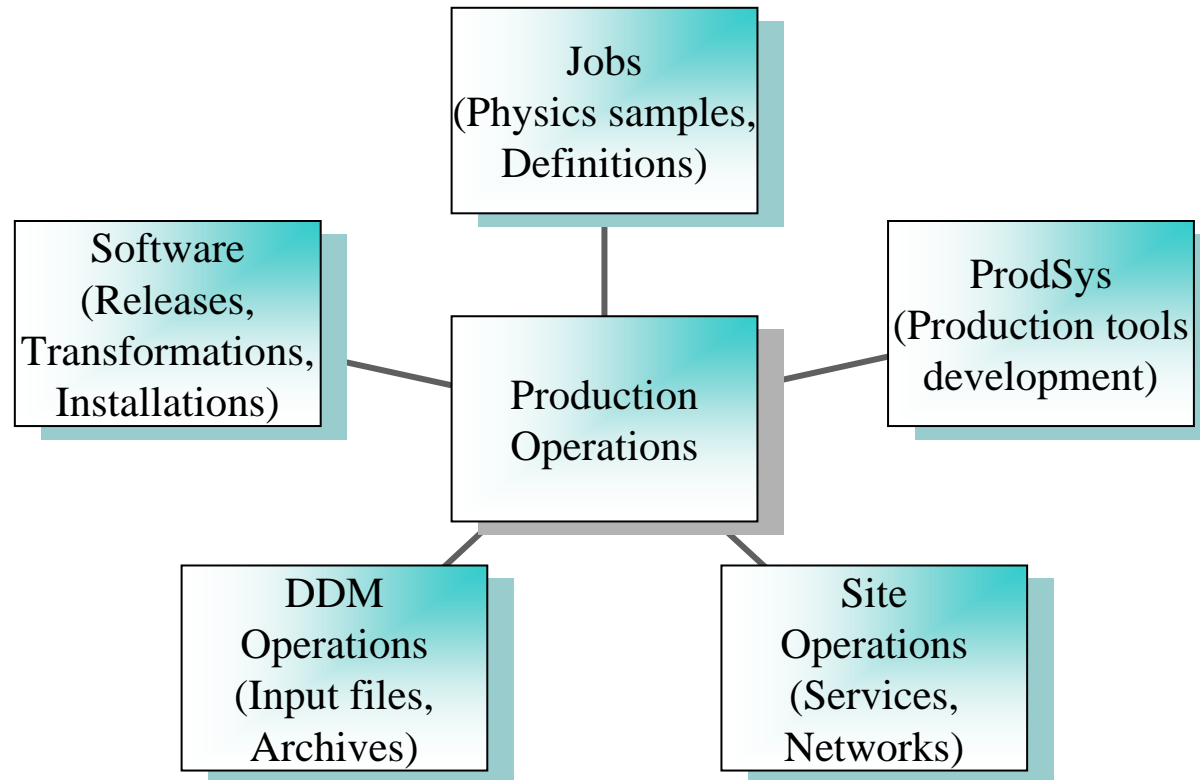 Jobs
(Physics samples,
Definitions)
Software
(Releases,
Transformations,
Installations)
ProdSys
(Production tools
development)
Production
Operations
DDM
Operations
(Input files,
Archives)
Site
Operations
(Services,
Networks)